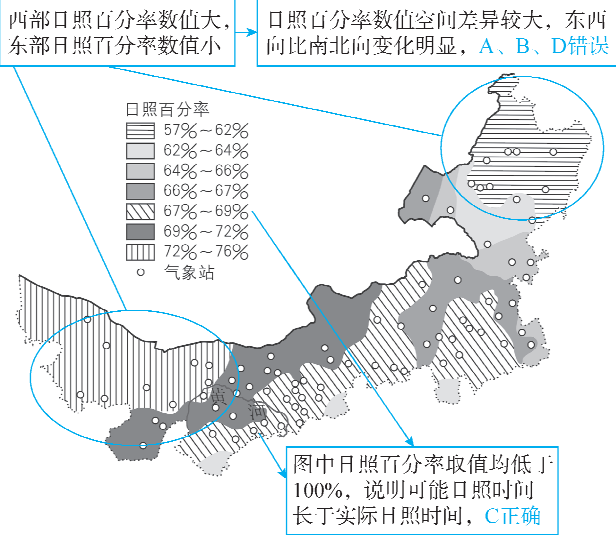 西部日照百分率数值大，
东部日照百分率数值小
日照百分率数值空间差异较大，东西
向比南北向变化明显，A、B、D错误
日照百分率
57%～62%
62%～64%
64%～66%
66%～67%
67%～69%
69%～72%
72%～76%
气象站
黄河
图中日照百分率取值均低于
100%，说明可能日照时间
长于实际日照时间，C正确